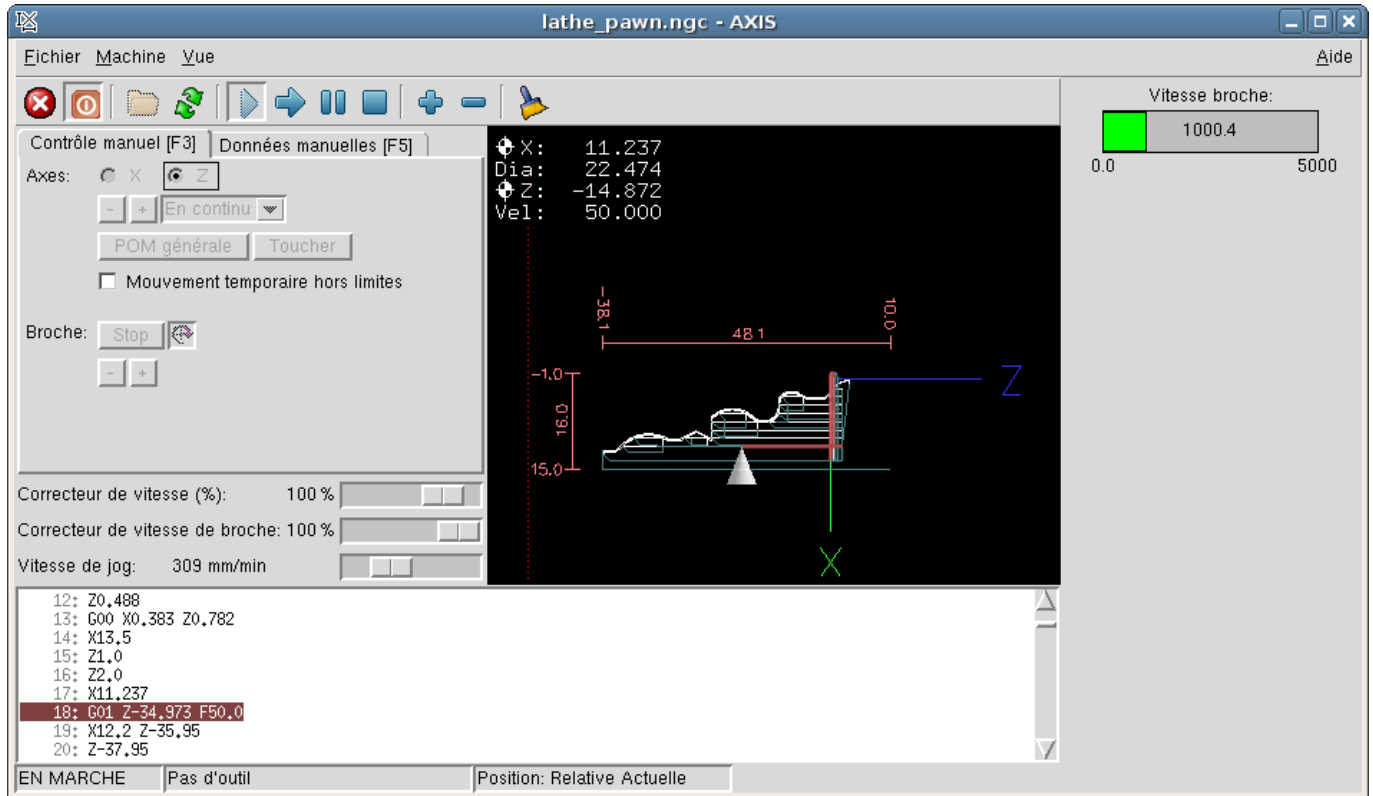 lathe_pawn.ngc - AXIS
Fichier Machine Vue Aide
Contrôle manuel [F3] Données manuelles [F5]
Axes: X Z
- + En continu
POM générale Toucher
Mouvement temporaire hors limites
Broche: Stop
- +
Correcteur de vitesse (%): 100 %
Correcteur de vitesse de broche: 100 %
Vitesse de jog: 309 mm/min
X: 11.237
Dia: 22.474
Z: -14.872
Vel: 50.000
-38.1
10.0
48.1
-1.0
16.0
15.0
Z
X
Vitesse broche:
1000.4
0.0 5000
12: Z0.488
13: G00 X0.383 Z0.782
14: X13.5
15: Z1.0
16: Z2.0
17: X11.237
18: G01 Z-34.973 F50.0
19: X12.2 Z-35.95
20: Z-37.95
EN MARCHE Pas d'outil Position: Relative Actuelle